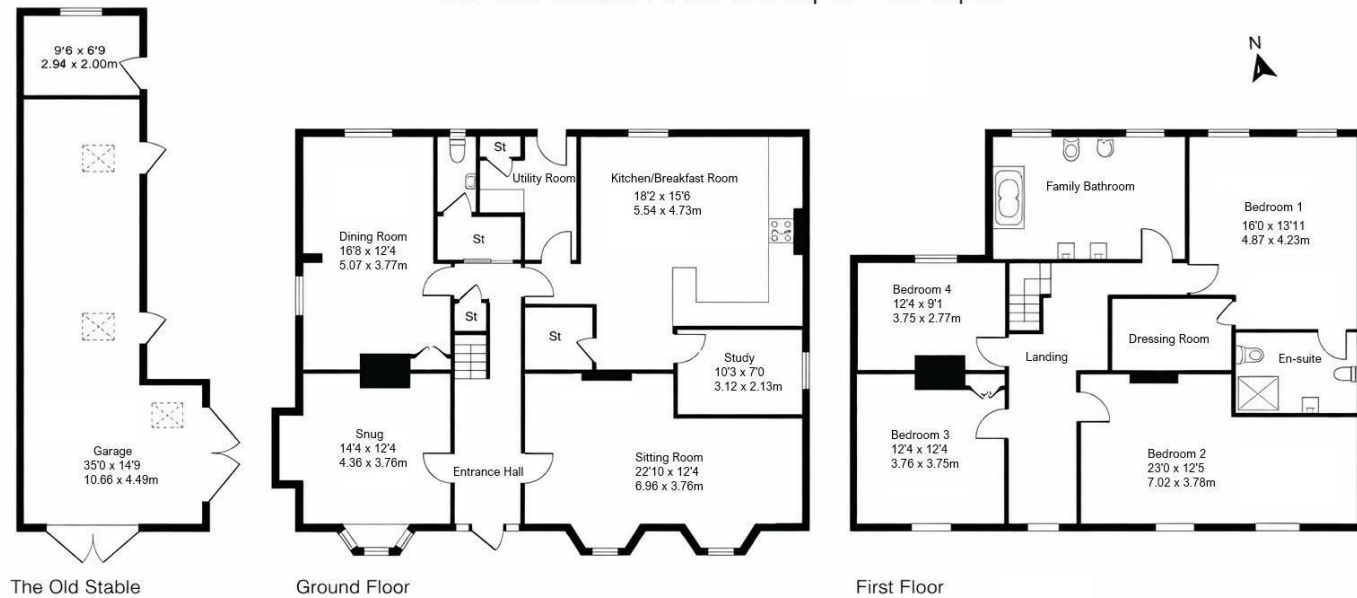 9'6 x 6'9
2.94 x 2.00m
Garage
35'0 x 14'9
10.66 x 4.49m
The Old Stable
St
Utility Room
Kitchen/Breakfast Room
18'2 x 15'6
5.54 x 4.73m
Dining Room
16'8 x 12'4
5.07 x 3.77m
St
St
St
Study
10'3 x 7'0
3.12 x 2.13m
Snug
14'4 x 12'4
4.36 x 3.76m
Entrance Hall
Sitting Room
22'10 x 12'4
6.96 x 3.76m
Ground Floor
N
Family Bathroom
Bedroom 1
16'0 x 13'11
4.87 x 4.23m
Bedroom 4
12'4 x 9'1
3.75 x 2.77m
Dressing Room
Landing
En-suite
Bedroom 3
12'4 x 12'4
3.76 x 3.75m
Bedroom 2
23'0 x 12'5
7.02 x 3.78m
First Floor